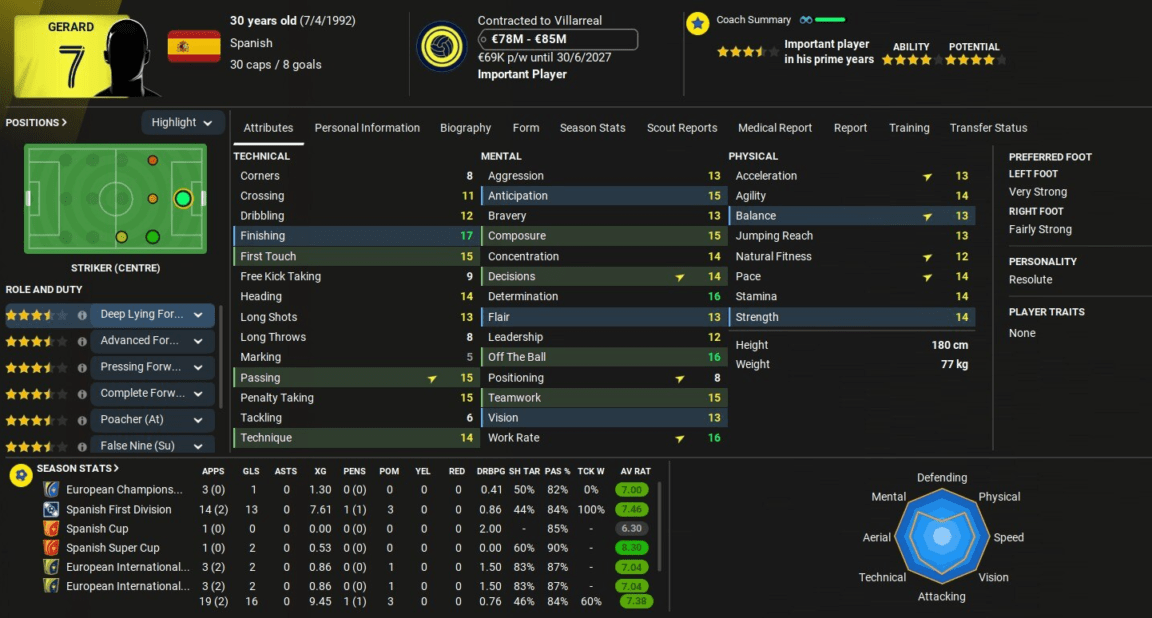 GERARD
7
30 years old (7/4/1992)
Spanish
30 caps / 8 goals
Contracted to Villarreal
€78M - €85M
€69K p/w until 30/6/2027
Important Player
Coach Summary
Important player
in his prime years
ABILITY
POTENTIAL
POSITIONS >
Highlight
STRIKER (CENTRE)
ROLE AND DUTY
Deep Lying For...
Advanced For...
Pressing Forw...
Complete Forw...
Poacher (At)
False Nine (Su)
Attributes Personal Information Biography Form Season Stats Scout Reports Medical Report Report Training Transfer Status
TECHNICAL
Corners 8
Crossing 11
Dribbling 12
Finishing 17
First Touch 15
Free Kick Taking 9
Heading 14
Long Shots 13
Long Throws 8
Marking 5
Passing 15
Penalty Taking 15
Tackling 6
Technique 14
MENTAL
Aggression 13
Anticipation 15
Bravery 13
Composure 15
Concentration 14
Decisions 14
Determination 16
Flair 13
Leadership 12
Off The Ball 16
Positioning 8
Teamwork 15
Vision 13
Work Rate 16
PHYSICAL
Acceleration 13
Agility 14
Balance 13
Jumping Reach 13
Natural Fitness 12
Pace 14
Stamina 14
Strength 14
Height 180 cm
Weight 77 kg
PREFERRED FOOT
LEFT FOOT
Very Strong
RIGHT FOOT
Fairly Strong
PERSONALITY
Resolute
PLAYER TRAITS
None
SEASON STATS >
APPS GLS ASTS XG PENS POM YEL RED DRBPG SH TAR PAS % TCK W AV RAT
European Champions... 3 (0) 1 0 1.30 0 (0) 0 0 0 0.41 50% 82% 0% 7.00
Spanish First Division 14 (2) 13 0 7.61 1 (1) 3 0 0 0.86 44% 84% 100% 7.46
Spanish Cup 1 (0) 0 0 0.00 0 (0) 0 0 0 2.00 - 85% - 6.30
Spanish Super Cup 1 (0) 2 0 0.53 0 (0) 0 0 0 0.00 60% 90% - 8.30
European International... 3 (2) 2 0 0.86 0 (0) 1 0 0 1.50 83% 87% - 7.04
European International... 3 (2) 2 0 0.86 0 (0) 1 0 0 1.50 83% 87% - 7.04
19 (2) 16 0 9.45 1 (1) 3 0 0 0.76 46% 84% 60% 7.38
Defending
Physical
Speed
Vision
Attacking
Technical
Aerial
Mental